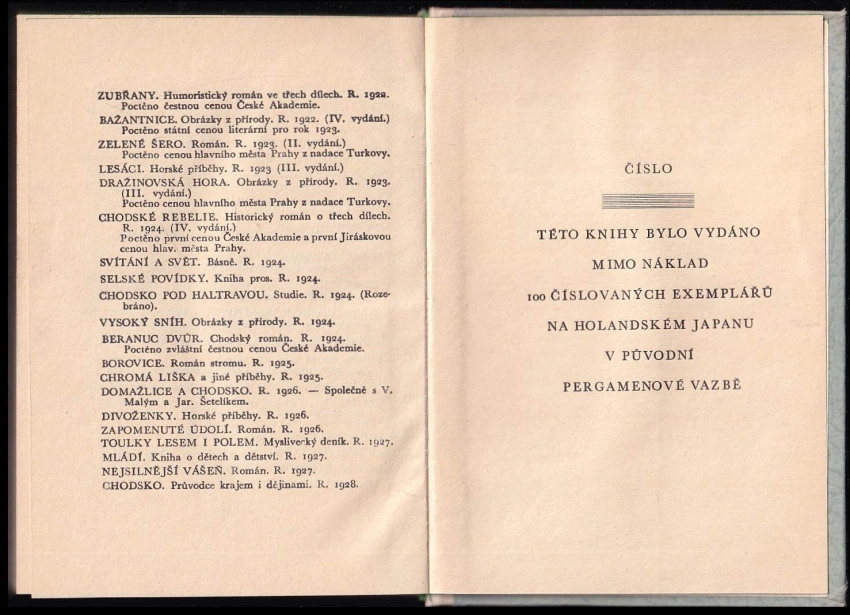 ZUBŘANY. Humoristický román ve třech dílech. R. 1922.
Poctěno čestnou cenou České Akademie.
BAŽANTNICE. Obrázky z přírody. R. 1922. (IV. vydání.)
Poctěno státní cenou literární pro rok 1923.
ZELENÉ ŠERO. Román. R. 1923. (II. vydání.)
Poctěno cenou hlavního města Prahy z nadace Turkovy.
LESÁCI. Horské příběhy. R. 1923 (III. vydání.)
DRAŽINOVSKÁ HORA. Obrázky z přírody. R. 1923.
(III. vydání.)
Poctěno cenou hlavního města Prahy z nadace Turkovy.
CHODSKÉ REBELIE. Historický román o třech dílech.
R. 1924. (IV. vydání.)
Poctěno první cenou České Akademie a první Jiráskovou
cenou hlav. města Prahy.
SVÍTÁNÍ A SVĚT. Básně. R. 1924.
SELSKÉ POVÍDKY. Kniha pros. R. 1924.
CHODSKO POD HALTRAVOU. Studie. R. 1924. (Roze-
bráno).
VYSOKÝ SNÍH. Obrázky z přírody. R. 1924.
BERANUC DVŮR. Chodský román. R. 1924.
Poctěno zvláštní čestnou cenou České Akademie.
BOROVICE. Román stromu. R. 1925.
CHROMÁ LIŠKA a jiné příběhy. R. 1925.
DOMAŽLICE A CHODSKO. R. 1926. — Společně s V.
Malým a Jar. Šetelíkem.
DIVOŽENKY. Horské příběhy. R. 1926.
ZAPOMENUTÉ ÚDOLÍ. Román. R. 1926.
TOULKY LESEM I POLEM. Myslivecký deník. R. 1927.
MLÁDÍ. Kniha o dětech a dětství. R. 1927.
NEJSILNĚJŠÍ VÁŠEŇ. Román. R. 1927.
CHODSKO. Průvodce krajem i dějinami. R. 1928.
ČÍSLO
TÉTO KNIHY BYLO VYDÁNO
MIMO NÁKLAD
100 ČÍSLOVANÝCH EXEMPLÁŘŮ
NA HOLANDSKÉM JAPANU
V PŮVODNÍ
PERGAMENOVÉ VAZBĚ